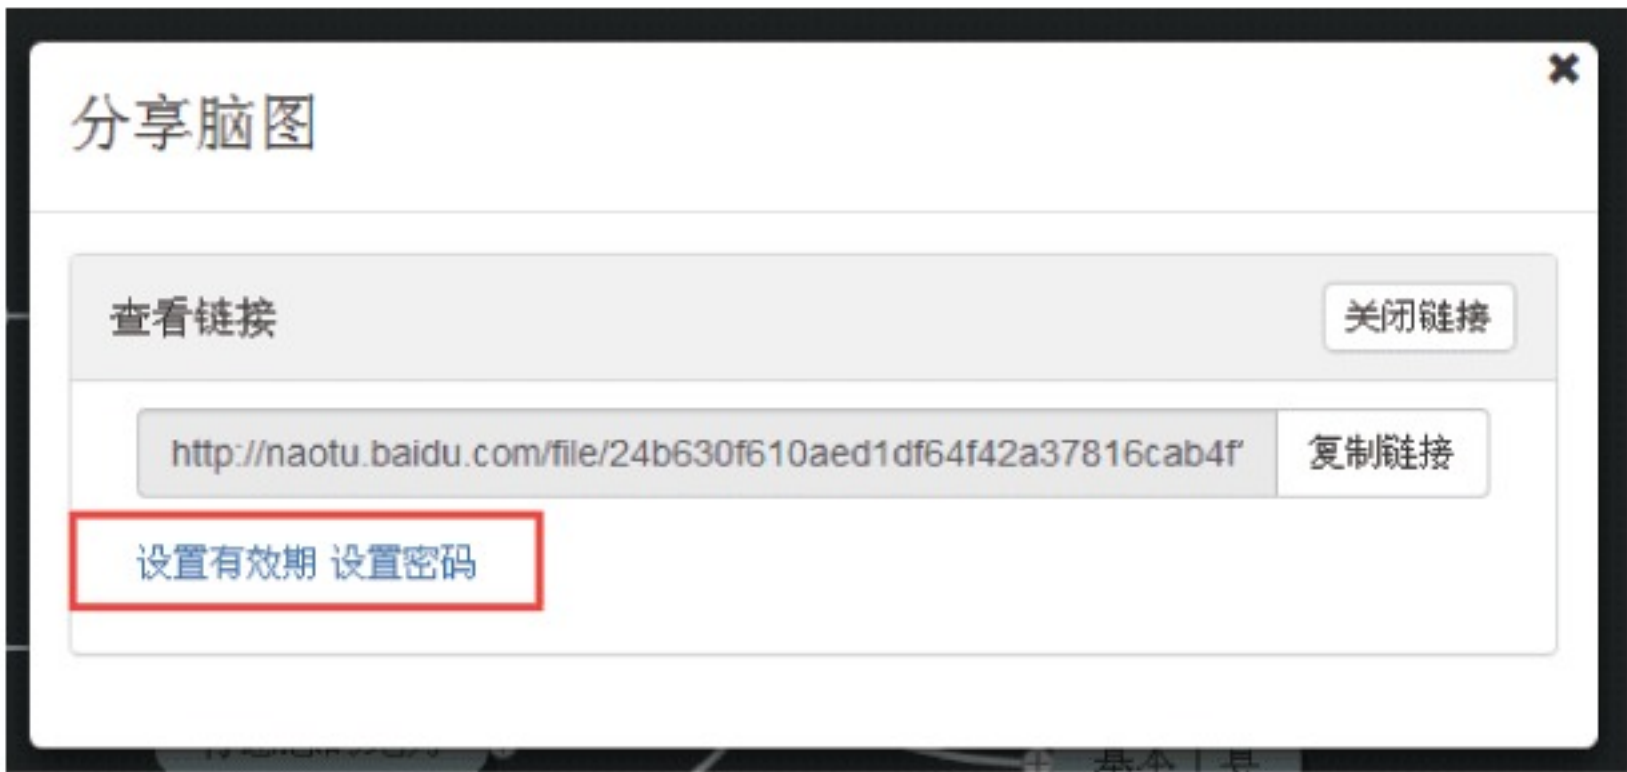 分享脑图
查看链接
关闭链接
http://naotu.baidu.com/file/24b630f610aed1df64f42a37816cab4f
复制链接
设置有效期 设置密码